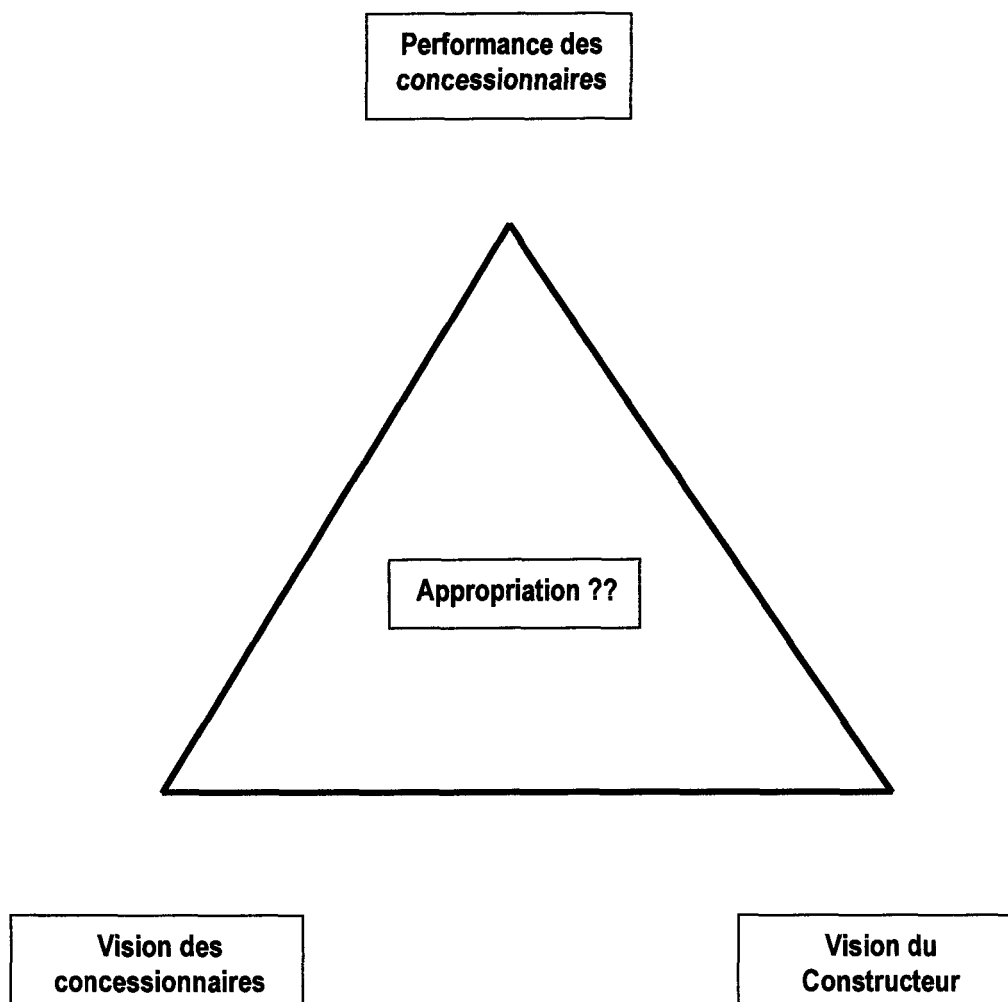 Performance des
concessionnaires
Appropriation ??
Vision des
concessionnaires
Vision du
Constructeur